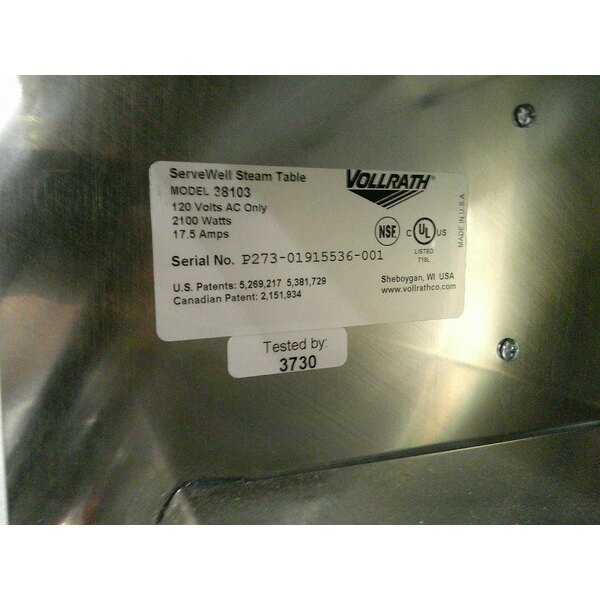 ServeWell Steam Table
MODEL 38103
120 Volts AC Only
2100 Watts
17.5 Amps
VOLLRATH®
NSF®
C UL US
LISTED
718L
MADE IN U.S.A.
Serial No. P273-01915536-001
U.S. Patents: 5,269,217 5,381,729
Canadian Patent: 2,151,934
Sheboygan, WI USA
www.vollrathco.com
Tested by:
3730